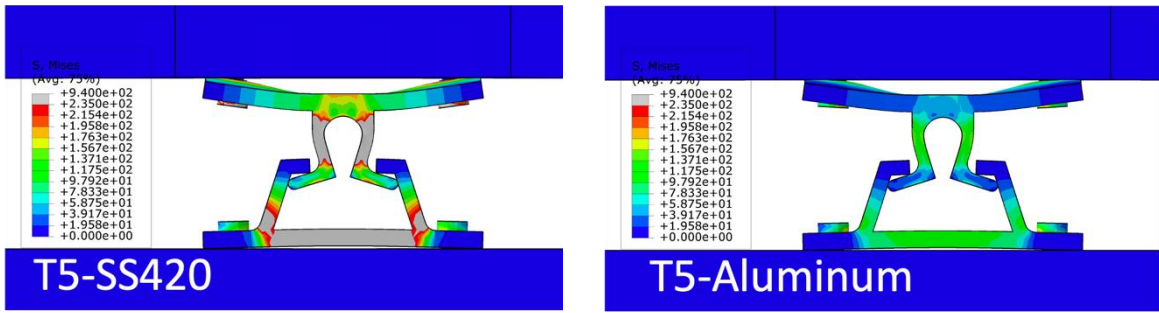 S, Mises
(Avg: 75%)
+9.400e+02
+2.350e+02
+2.154e+02
+1.958e+02
+1.763e+02
+1.567e+02
+1.371e+02
+1.175e+02
+9.792e+01
+7.833e+01
+5.875e+01
+3.917e+01
+1.958e+01
+0.000e+00
T5-SS420
S, Mises
(Avg: 75%)
+9.400e+02
+2.350e+02
+2.154e+02
+1.958e+02
+1.763e+02
+1.567e+02
+1.371e+02
+1.175e+02
+9.792e+01
+7.833e+01
+5.875e+01
+3.917e+01
+1.958e+01
+0.000e+00
T5-Aluminum